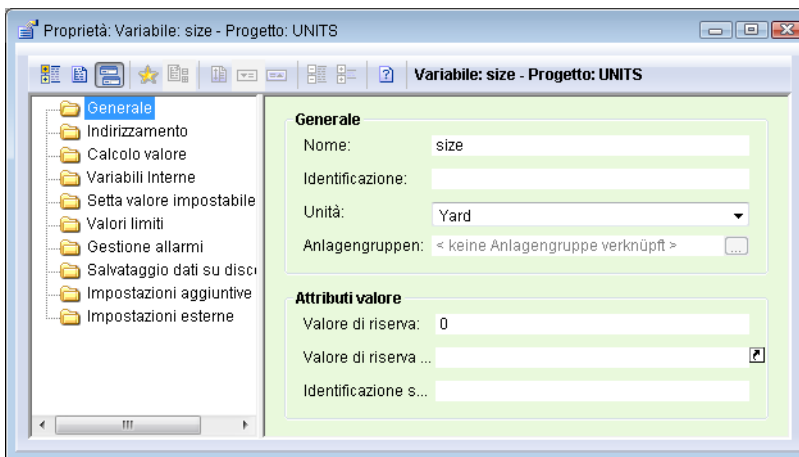 Proprietà: Variabile: size - Progetto: UNITS
Variabile: size - Progetto: UNITS
Generale
Indirizzamento
Calcolo valore
Variabili Interne
Setta valore impostabile
Valori limiti
Gestione allarmi
Salvataggio dati su disc
Impostazioni aggiuntive
Impostazioni esterne
Generale
Nome: size
Identificazione:
Unità: Yard
Anlagengruppen: < keine Anlagengruppe verknüpft > ...
Attributi valore
Valore di riserva: 0
Valore di riserva ...
Identificazione s...